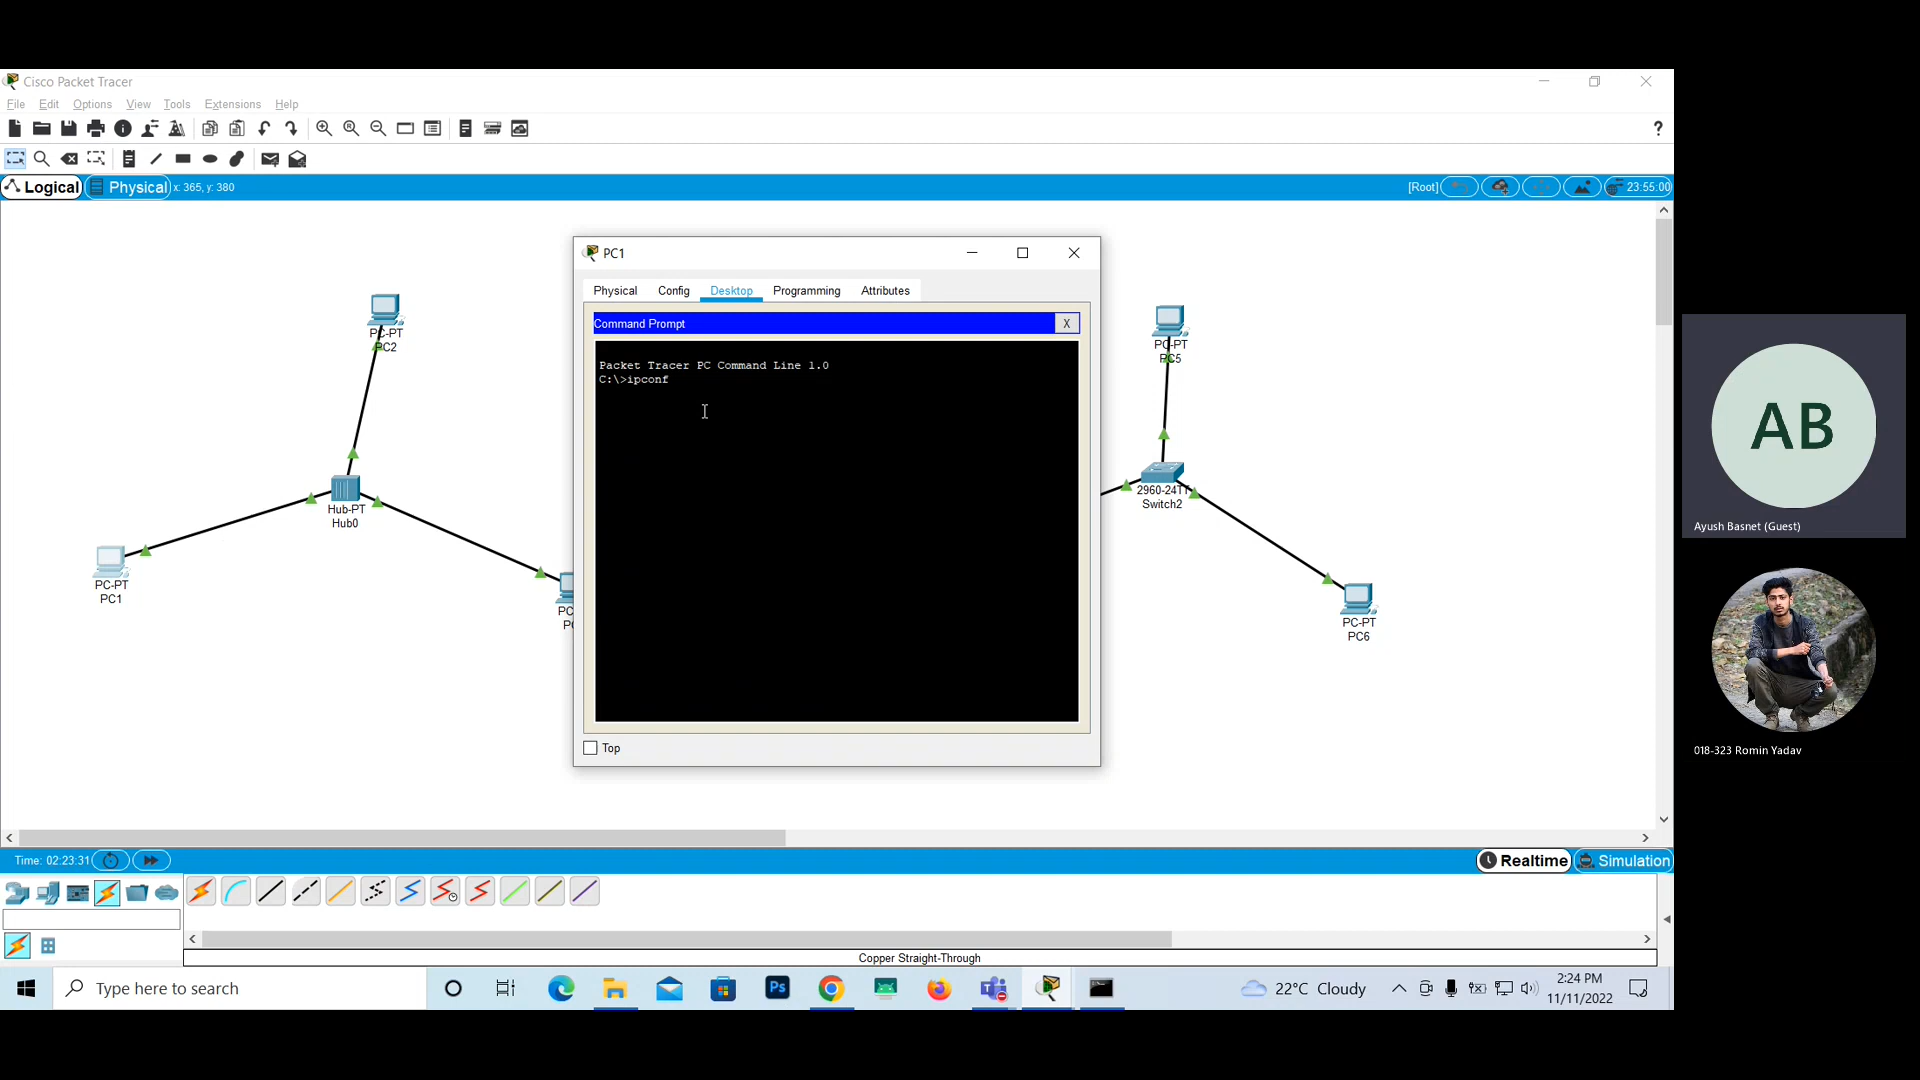 Cisco Packet Tracer
File Edit Options View Tools Extensions Help
?
Logical Physical x: 365, y: 380 [Root] 23:55:00
PC1
Physical Config Desktop Programming Attributes
Command Prompt X
Packet Tracer PC Command Line 1.0
C:\>ipconf
Top
PC-PT
PC2
Hub-PT
Hub0
PC-PT
PC1
PC
P
PC-PT
PC5
2960-24TT
Switch2
PC-PT
PC6
Time: 02:23:31 Realtime Simulation
Copper Straight-Through
Type here to search
Ps
22°C Cloudy
2:24 PM
11/11/2022
AB
Ayush Basnet (Guest)
018-323 Romin Yadav